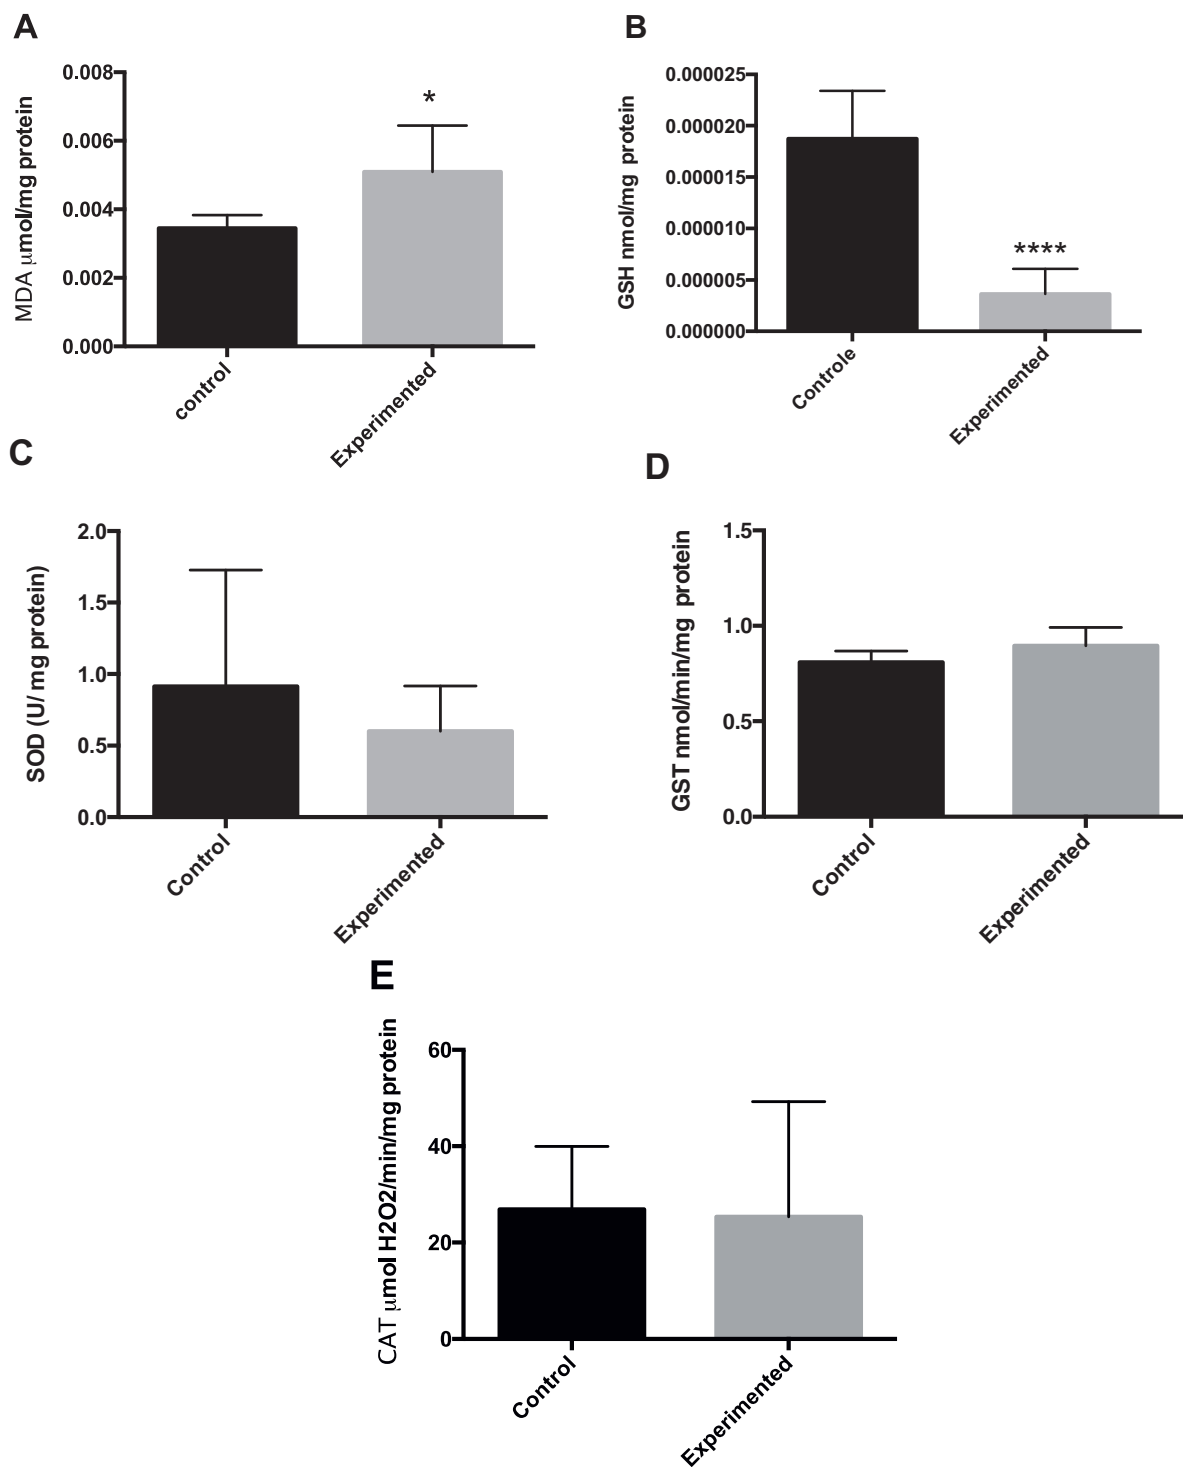 A
0.008
0.006
0.004
0.002
0.000
MDA μmol/mg protein
*
control
Experimented
B
0.000025
0.000020
0.000015
0.000010
0.000005
0.000000
GSH nmol/mg protein
****
Controle
Experimented
C
2.0
1.5
1.0
0.5
0.0
SOD (U/ mg protein)
Control
Experimented
D
1.5
1.0
0.5
0.0
GST nmol/min/mg protein
Control
Experimented
E
60
40
20
0
CAT μmol H2O2/min/mg protein
Control
Experimented